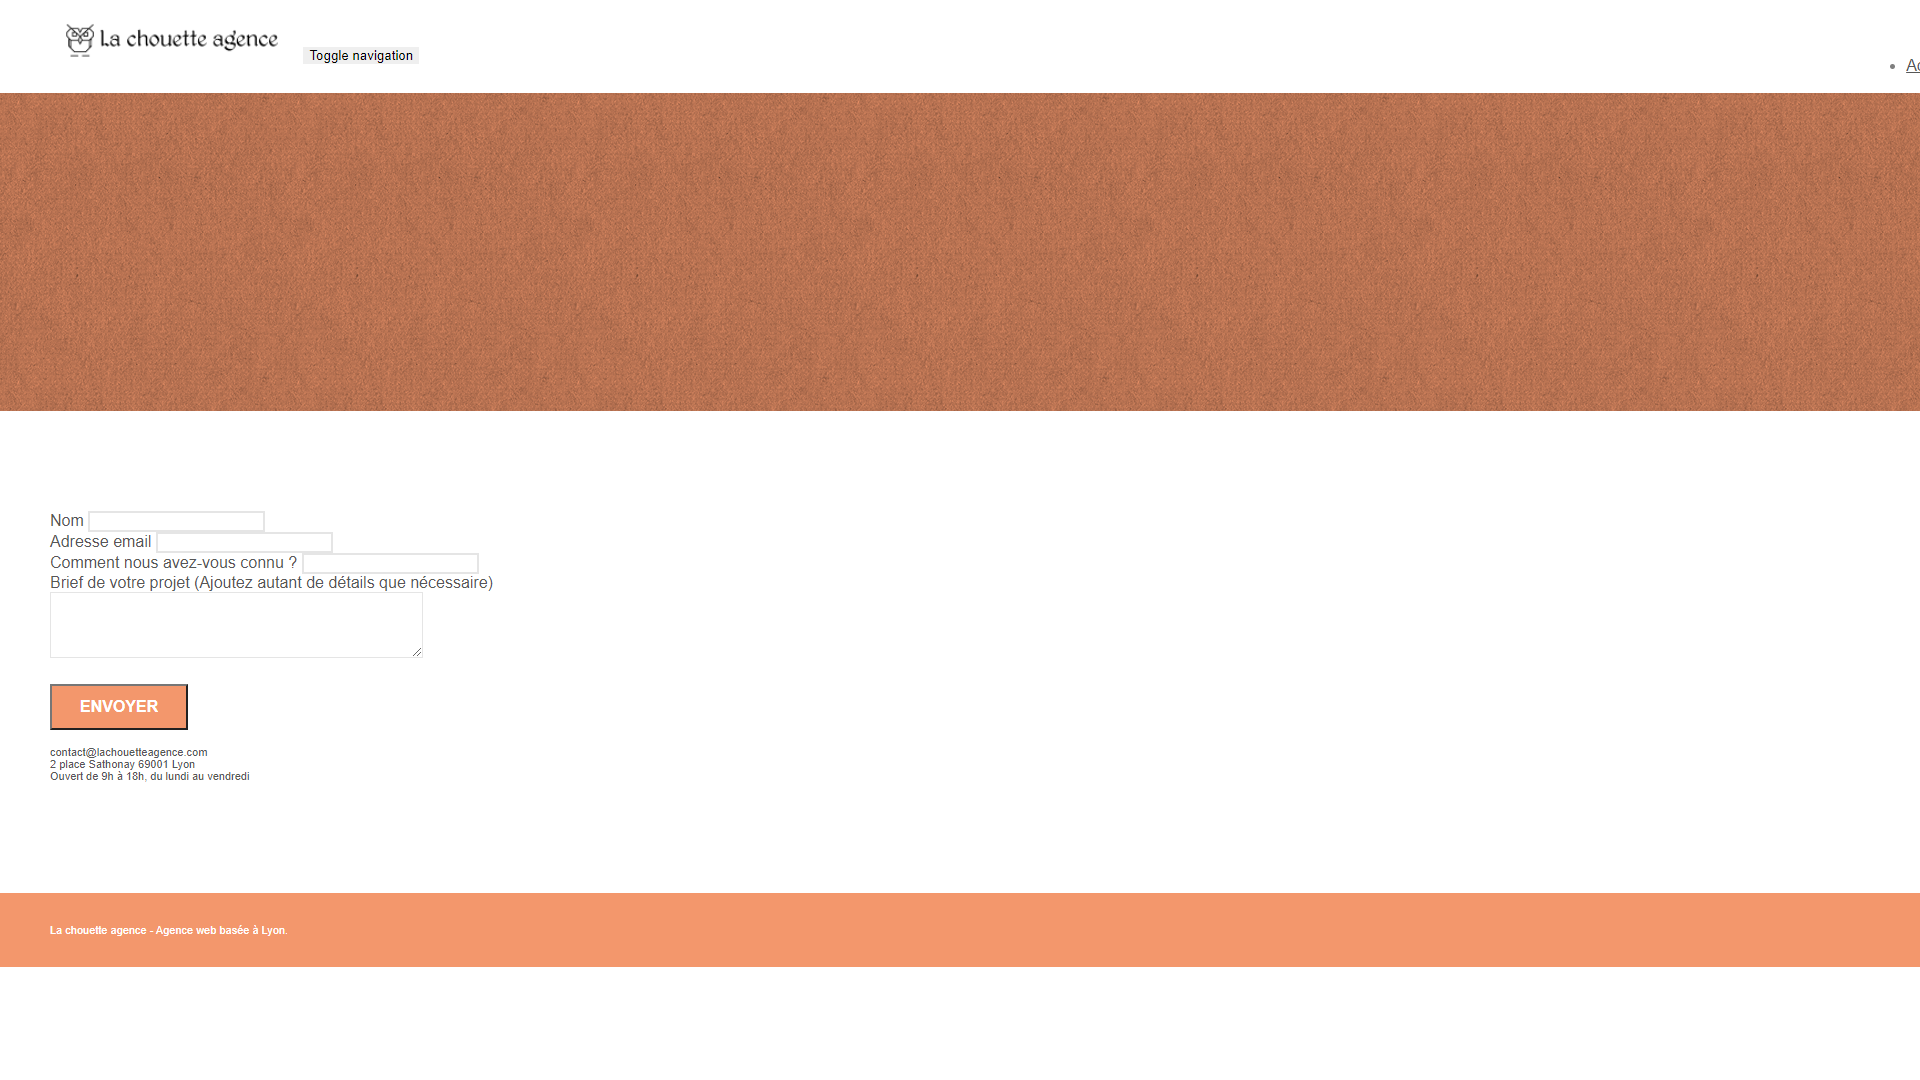 La chouette agence
Toggle navigation
Nom
Adresse email
Comment nous avez-vous connu ?
Brief de votre projet (Ajoutez autant de détails que nécessaire)
ENVOYER
contact@lachouetteagence.com
2 place Sathonay 69001 Lyon
Ouvert de 9h à 18h, du lundi au vendredi
La chouette agence - Agence web basée à Lyon.